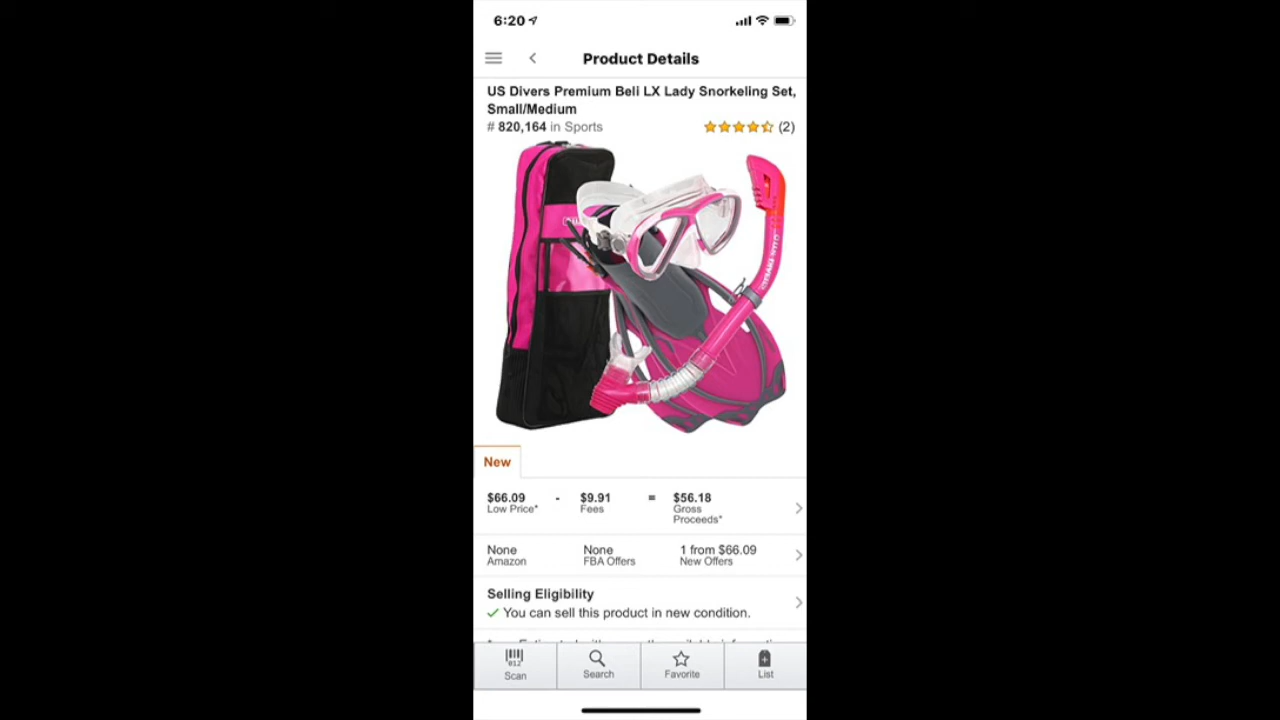 6:20
Product Details
US Divers Premium Beli LX Lady Snorkeling Set,
Small/Medium
# 820,164 in Sports (2)
New
$66.09 - $9.91 = $56.18
Low Price* Fees Gross
Proceeds*
None None 1 from $66.09
Amazon FBA Offers New Offers
Selling Eligibility
You can sell this product in new condition.
012
Scan Search Favorite List